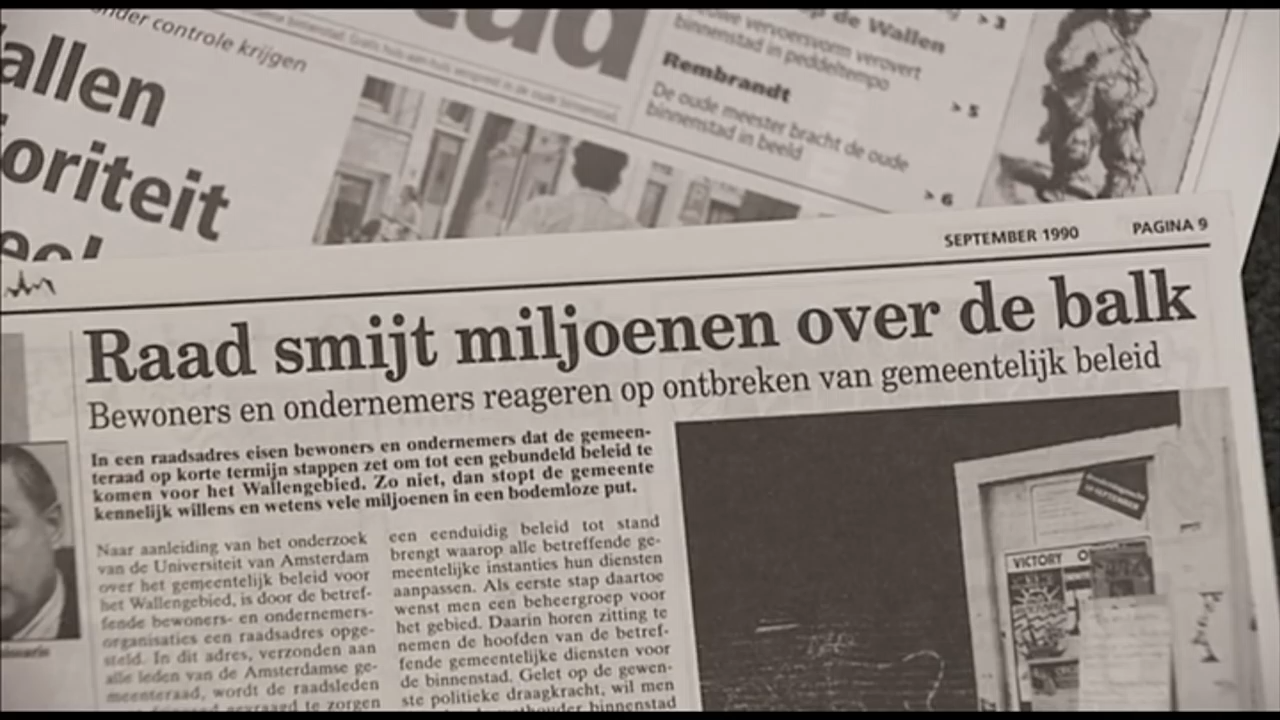 onder controle krijgen
allen
oriteit
stad
binnenstad in peddeltempo
Rembrandt
De oude meester bracht de oude
binnenstad in beeld
> 3
> 5
> 6
op de Wallen
vervoersvorm verovert
SEPTEMBER 1990 PAGINA 9
Raad smijt miljoenen over de balk
Bewoners en ondernemers reageren op ontbreken van gemeentelijk beleid
In een raadsadres eisen bewoners en ondernemers dat de gemeen-
teraad op korte termijn stappen zet om tot een gebundeld beleid te
komen voor het Wallengebied. Zo niet, dan stopt de gemeente
kennelijk willens en wetens vele miljoenen in een bodemloze put.
Naar aanleiding van het onderzoek
van de Universiteit van Amsterdam
over het gemeentelijk beleid voor
het Wallengebied, is door de betref-
fende bewoners- en ondernemers-
organisaties een raadsadres opge-
steld. In dit adres, verzonden aan
alle leden van de Amsterdamse ge-
meenteraad, wordt de raadsleden
gevraagd te zorgen
een eenduidig beleid tot stand
brengt waarop alle betreffende ge-
meentelijke instanties hun diensten
aanpassen. Als eerste stap daartoe
wenst men een beheergroep voor
het gebied. Daarin horen zitting te
nemen de hoofden van de betref-
fende gemeentelijke diensten voor
de binnenstad. Gelet op de gewen-
ste politieke draagkracht, wil men
binnenstad
VICTORY